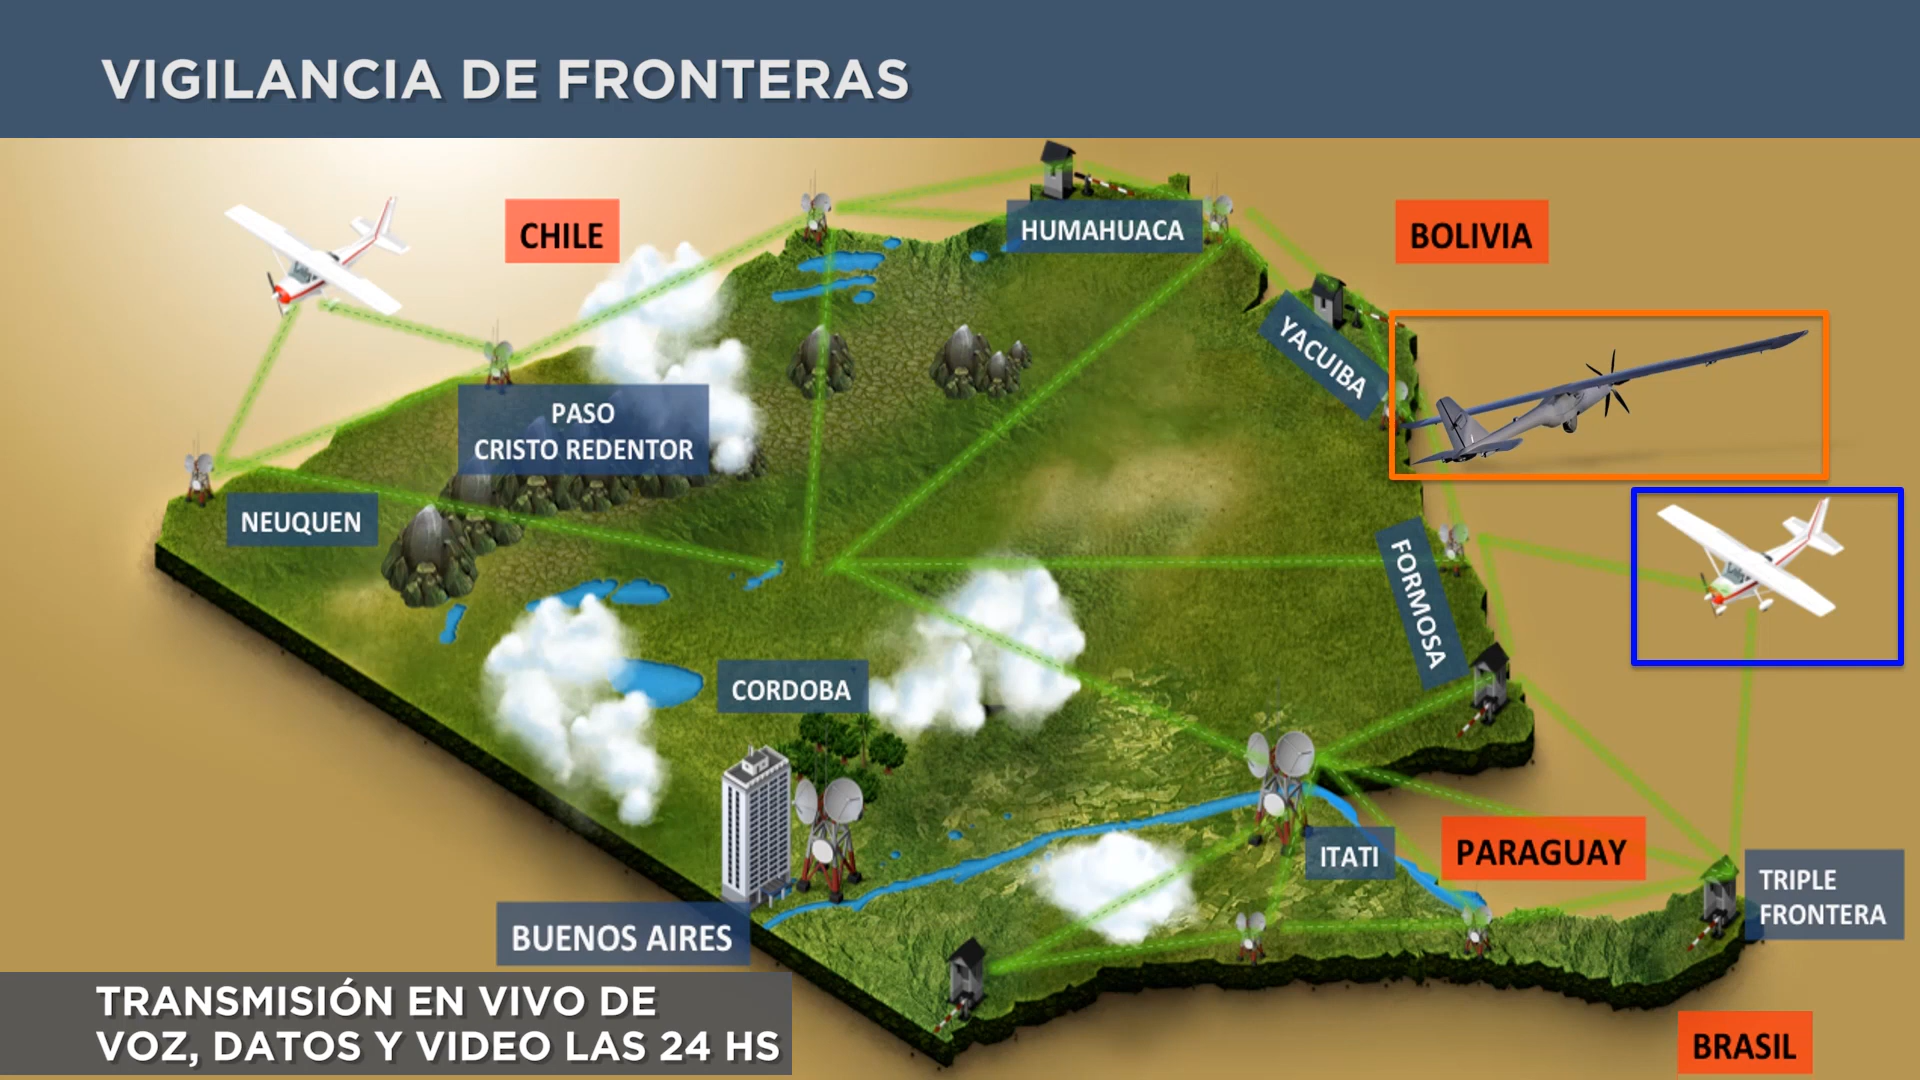 VIGILANCIA DE FRONTERAS
CHILE
HUMAHUACA
BOLIVIA
YACUIBA
PASO
CRISTO REDENTOR
NEUQUEN
FORMOSA
CORDOBA
ITATI
PARAGUAY
TRIPLE
FRONTERA
BUENOS AIRES
TRANSMISIÓN EN VIVO DE
VOZ, DATOS Y VIDEO LAS 24 HS
BRASIL